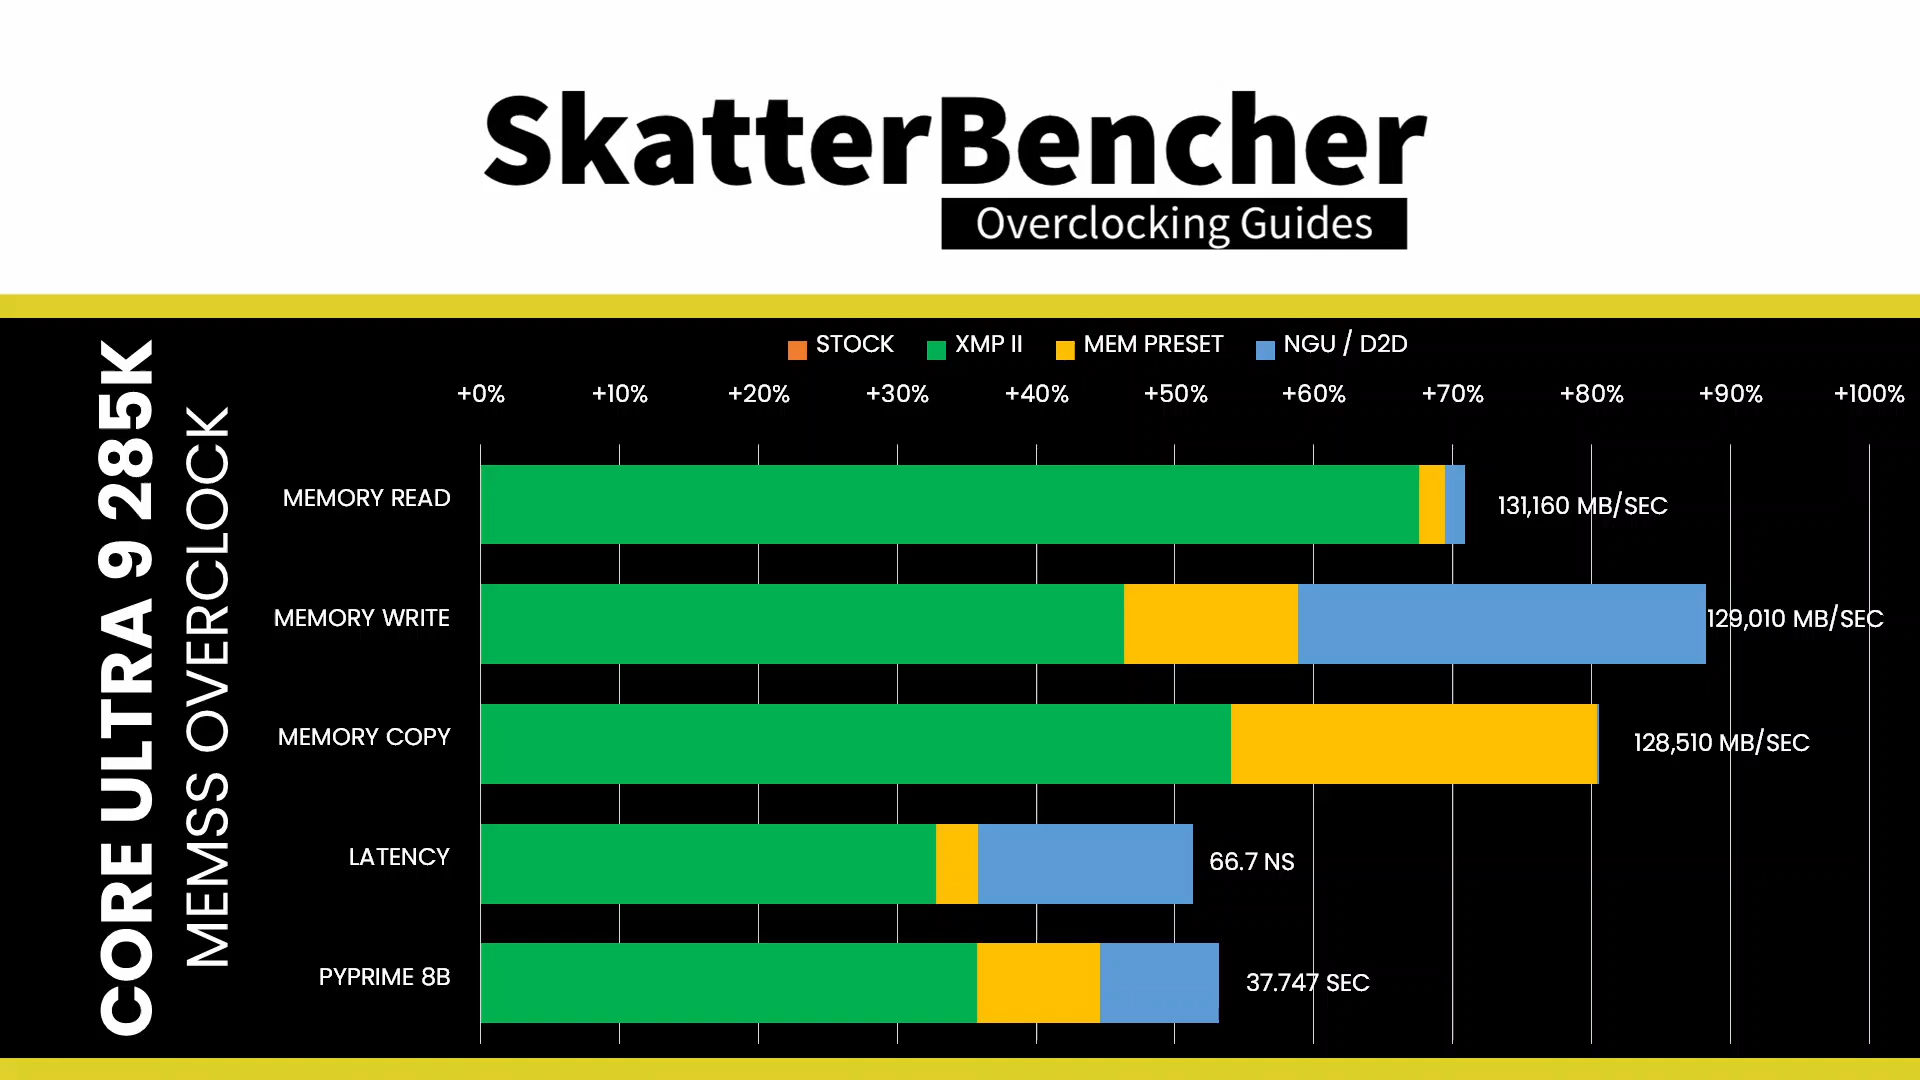 SkatterBencher
Overclocking Guides
CORE ULTRA 9 285K
MEMSS OVERCLOCK
STOCK XMP II MEM PRESET NGU / D2D
+0% +10% +20% +30% +40% +50% +60% +70% +80% +90% +100%
MEMORY READ 131,160 MB/SEC
MEMORY WRITE 129,010 MB/SEC
MEMORY COPY 128,510 MB/SEC
LATENCY 66.7 NS
PYPRIME 8B 37.747 SEC